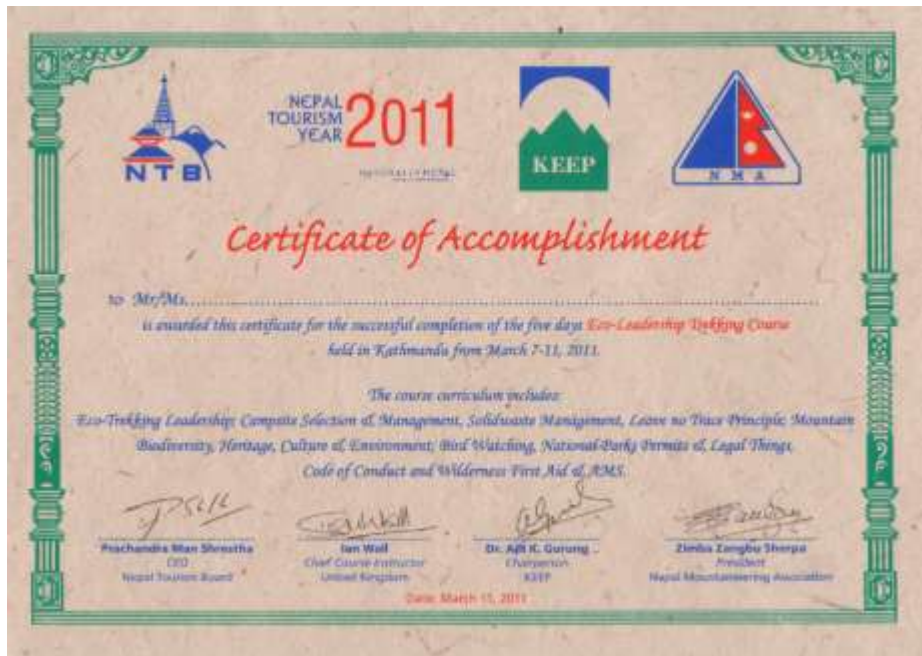 NTB
NEPAL
TOURISM
YEAR
2011
KEEP
NMA
Certificate of Accomplishment
to Mr/Ms.
is awarded this certificate for the successful completion of the five days Eco-Leadership Trekking Course
held in Kathmandu from March 7-11, 2011.
The course curriculum includes:
Eco-Trekking Leadership; Campsite Selection & Management, Solidwaste Management, Leave no Trace Principle; Mountain
Biodiversity, Heritage, Culture & Environment; Bird Watching, National Parks Permits & Legal Things,
Code of Conduct and Wilderness First Aid & AMS.
Prachandra Man Shrestha
CEO
Nepal Tourism Board
Ian Wall
Chief Course Instructor
United Kingdom
Dr. Ajit K. Gurung
Chairperson
KEEP
Zimba Zangbu Sherpa
President
Nepal Mountaineering Association
Date: March 11, 2011